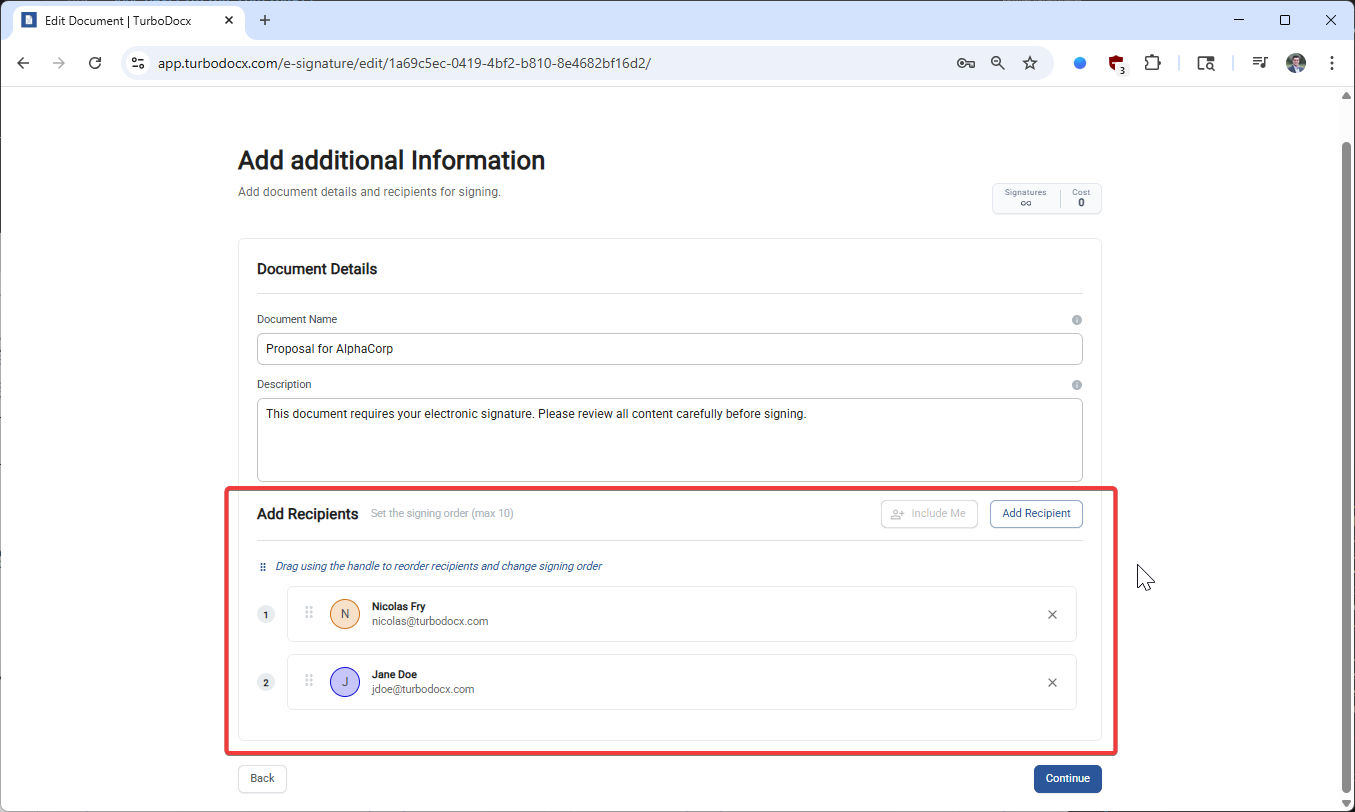 Edit Document | TurboDocx
app.turbodocx.com/e-signature/edit/1a69c5ec-0419-4bf2-b810-8e4682bf16d2/
3
Add additional Information
Add document details and recipients for signing.
Signatures Cost
∞ 0
Document Details
Document Name
Proposal for AlphaCorp
Description
This document requires your electronic signature. Please review all content carefully before signing.
Add Recipients Set the signing order (max 10) Include Me Add Recipient
Drag using the handle to reorder recipients and change signing order
1 N Nicolas Fry
nicolas@turbodocx.com
2 J Jane Doe
jdoe@turbodocx.com
Back Continue